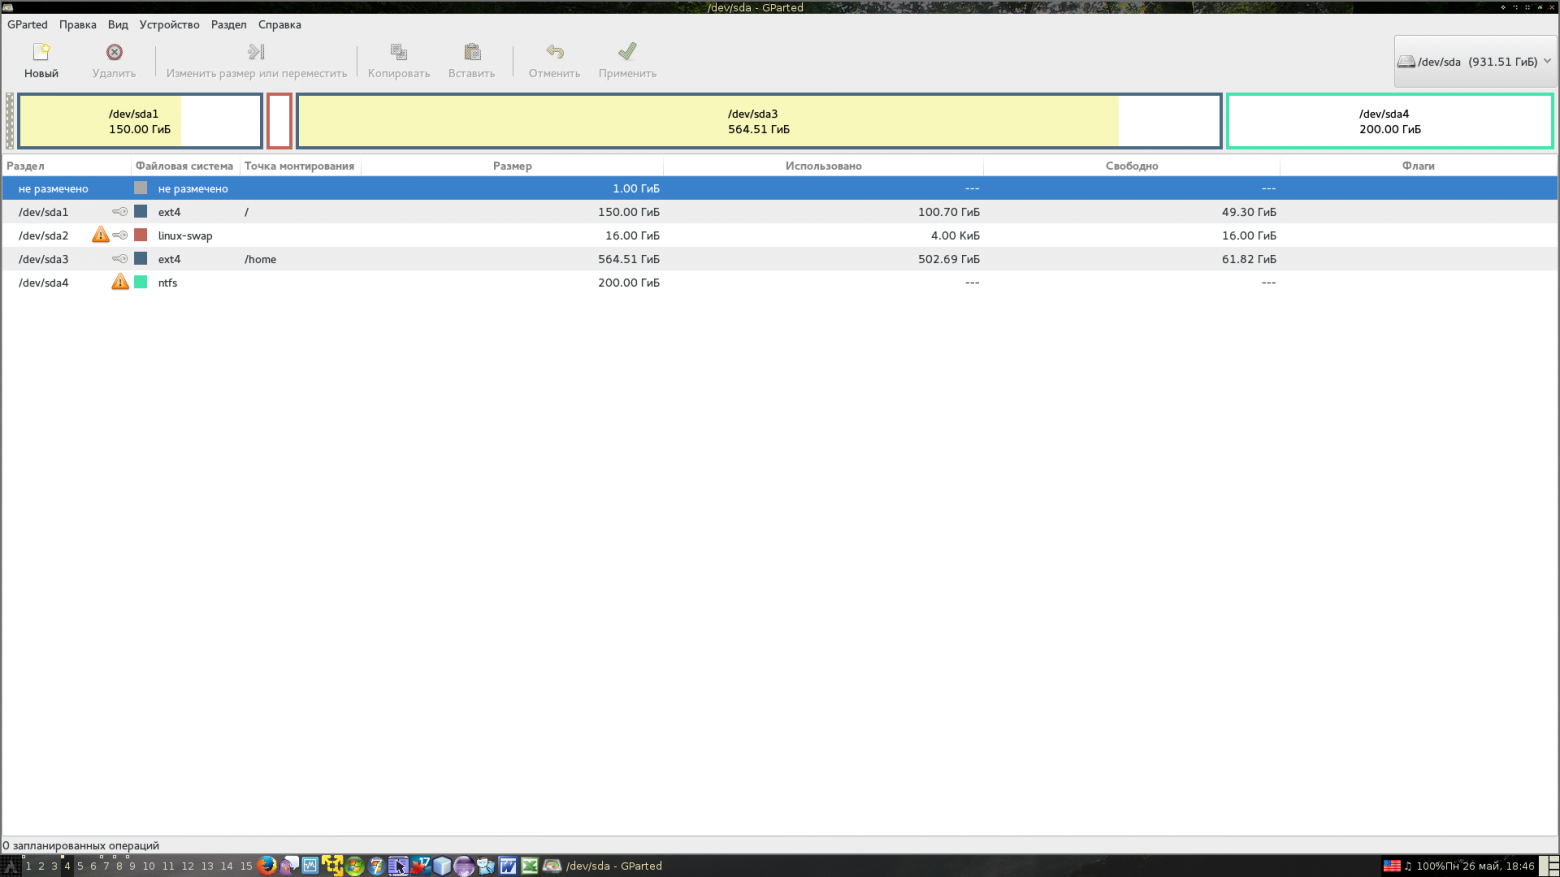 /dev/sda - GParted
GParted Правка Вид Устройство Раздел Справка
Новый Удалить Изменить размер или переместить Копировать Вставить Отменить Применить
/dev/sda (931.51 ГиБ)
/dev/sda1
150.00 ГиБ
/dev/sda3
564.51 ГиБ
/dev/sda4
200.00 ГиБ
Раздел Файловая система Точка монтирования Размер Использовано Свободно Флаги
не размечено не размечено 1.00 ГиБ --- ---
/dev/sda1 ext4 / 150.00 ГиБ 100.70 ГиБ 49.30 ГиБ
/dev/sda2 linux-swap 16.00 ГиБ 4.00 КиБ 16.00 ГиБ
/dev/sda3 ext4 /home 564.51 ГиБ 502.69 ГиБ 61.82 ГиБ
/dev/sda4 ntfs 200.00 ГиБ --- ---
0 запланированных операций
1 2 3 4 5 6 7 8 9 10 11 12 13 14 15 17 /dev/sda - GParted 100%Пн 26 май, 18:46